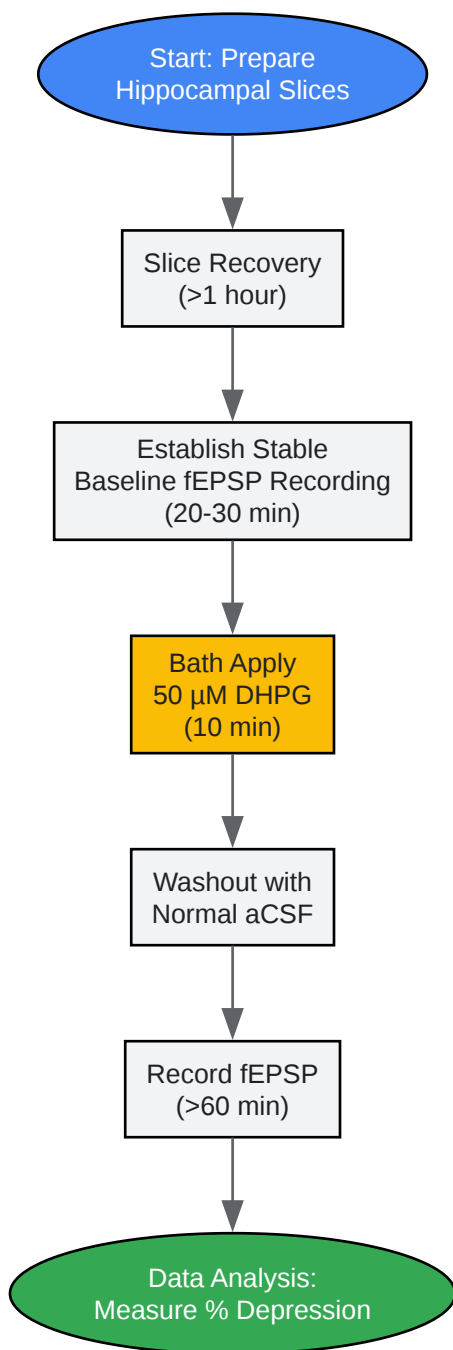 Start: Prepare
Hippocampal Slices
Slice Recovery
(>1 hour)
Establish Stable
Baseline fEPSP Recording
(20-30 min)
Bath Apply
50 µM DHPG
(10 min)
Washout with
Normal aCSF
Record fEPSP
(>60 min)
Data Analysis:
Measure % Depression